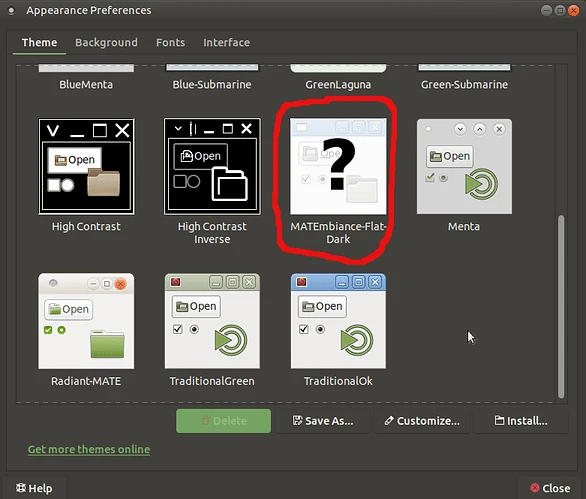 Appearance Preferences
Theme Background Fonts Interface
BlueMenta Blue-Submarine GreenLaguna Green-Submarine
Open
Open
?
Open
Open
High Contrast
High Contrast
Inverse
MATEmbiance-Flat-
Dark
Menta
Open
Open
Open
Radiant-MATE TraditionalGreen TraditionalOk
Delete Save As... Customize... Install...
Get more themes online
Help Close